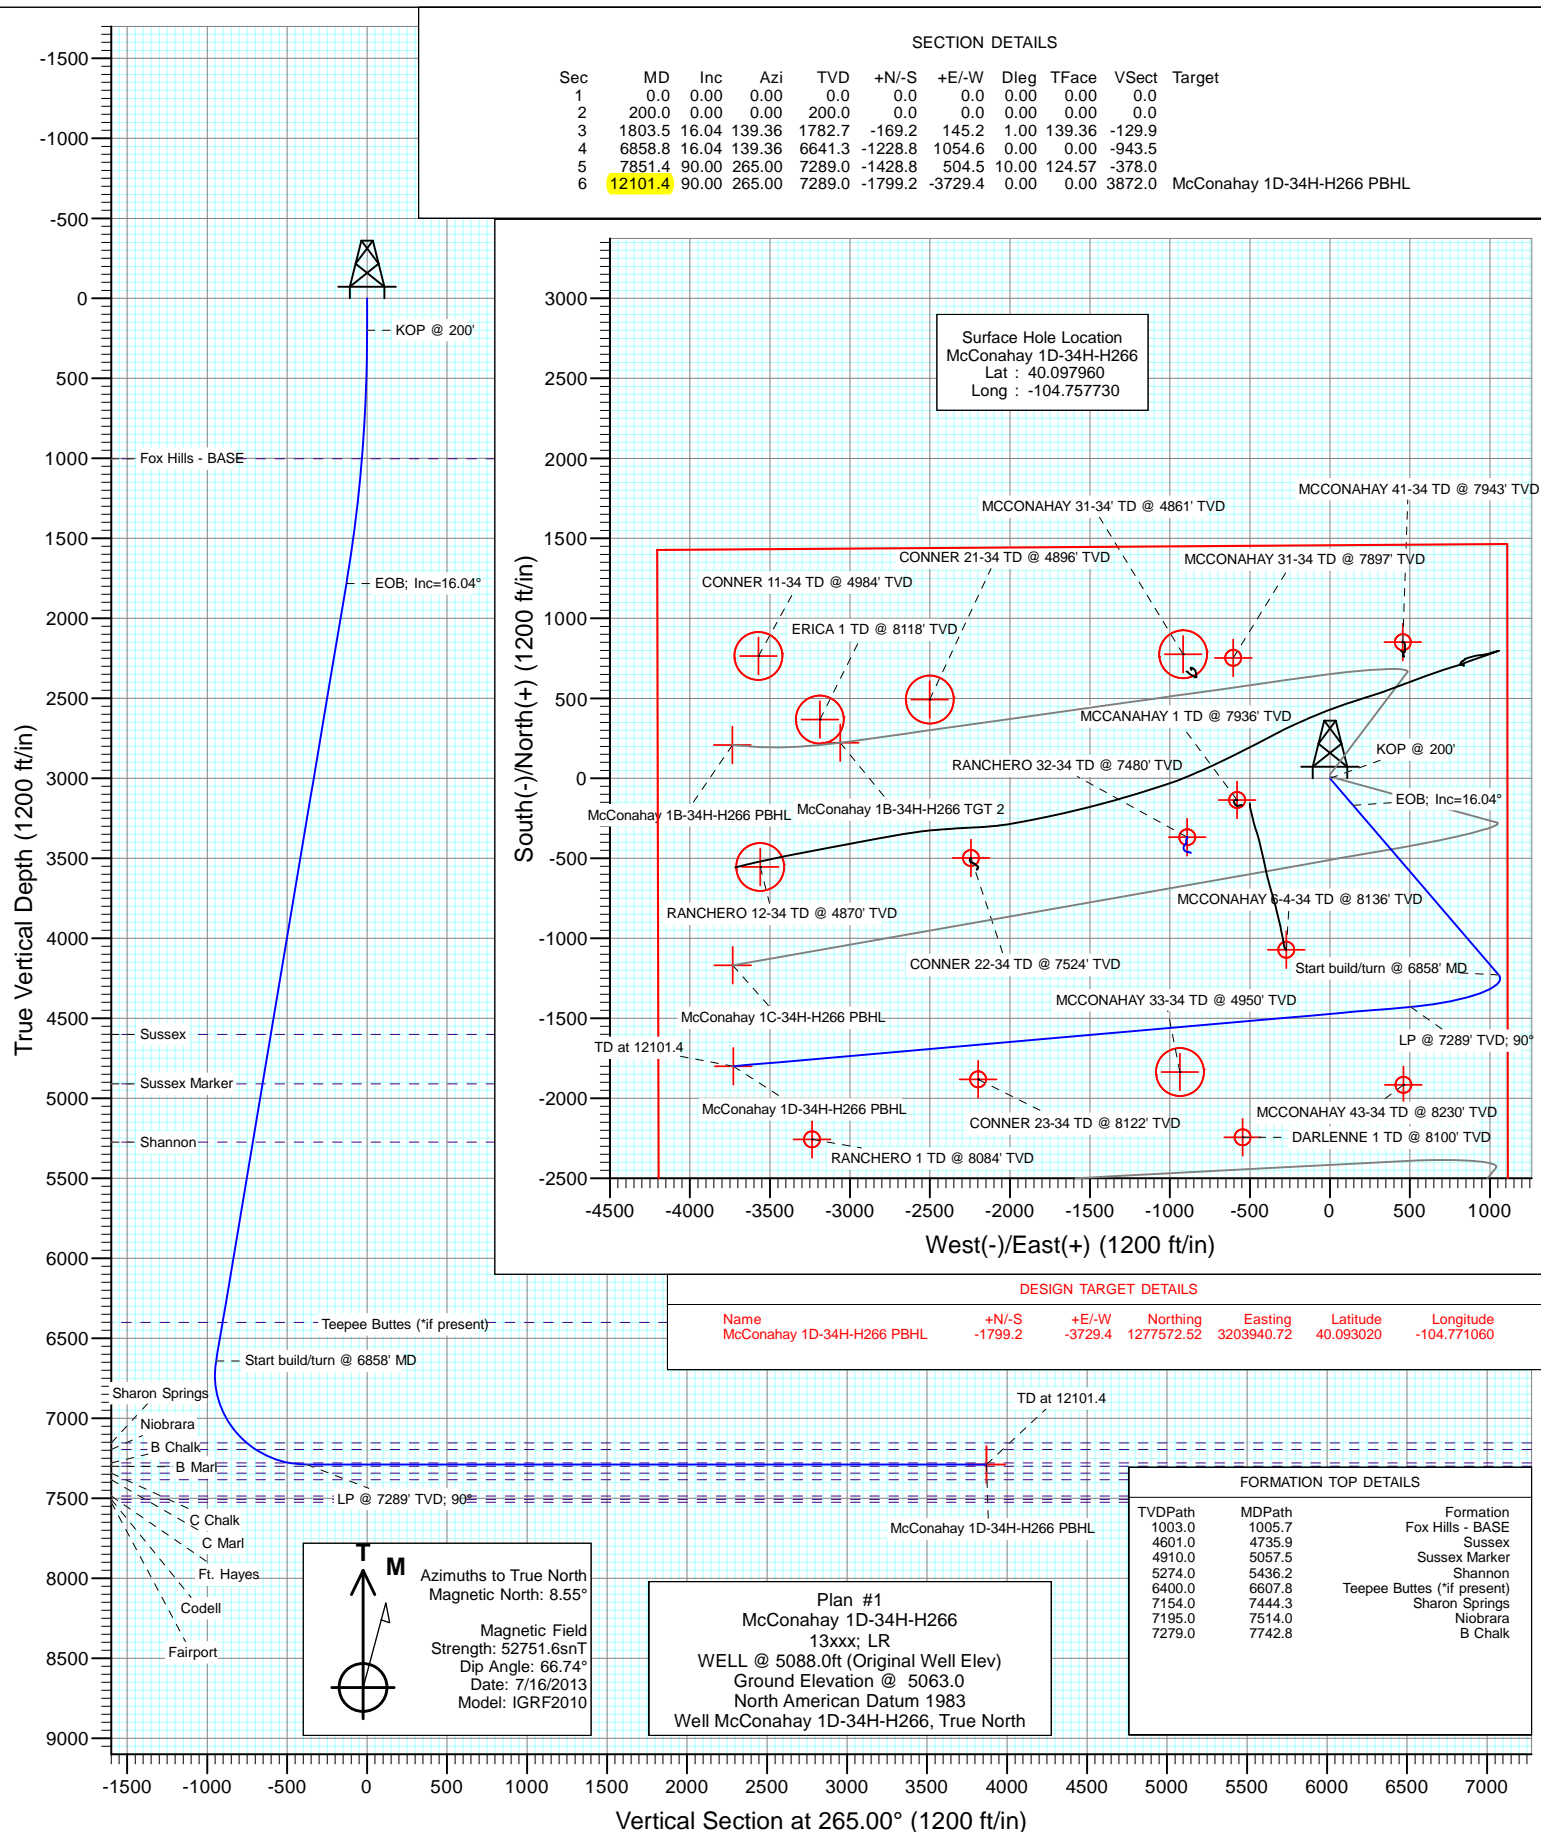 SECTION DETAILS
Sec MD Inc Azi TVD +N/-S +E/-W Dleg TFace VSect Target
1 0.0 0.00 0.00 0.0 0.0 0.0 0.00 0.00 0.0
2 200.0 0.00 0.00 200.0 0.0 0.0 0.00 0.00 0.0
3 1803.5 16.04 139.36 1782.7 -169.2 145.2 1.00 139.36 -129.9
4 6858.8 16.04 139.36 6641.3 -1228.8 1054.6 0.00 0.00 -943.5
5 7851.4 90.00 265.00 7289.0 -1428.8 504.5 10.00 124.57 -378.0
6 12101.4 90.00 265.00 7289.0 -1799.2 -3729.4 0.00 0.00 3872.0 McConahay 1D-34H-H266 PBHL
True Vertical Depth (1200 ft/in)
-1500
-1000
-500
0
500
1000
1500
2000
2500
3000
3500
4000
4500
5000
5500
6000
6500
7000
7500
8000
8500
9000
KOP @ 200'
Fox Hills - BASE
EOB; Inc=16.04°
Sussex
Sussex Marker
Shannon
Teepee Buttes (*if present)
Start build/turn @ 6858' MD
Sharon Springs
Niobrara
B Chalk
B Marl
C Chalk
C Marl
Ft. Hayes
Codell
Fairport
LP @ 7289' TVD; 90°
TD at 12101.4
McConahay 1D-34H-H266 PBHL
-1500 -1000 -500 0 500 1000 1500 2000 2500 3000 3500 4000 4500 5000 5500 6000 6500 7000
Vertical Section at 265.00° (1200 ft/in)
South(-)/North(+) (1200 ft/in)
3000
2500
2000
1500
1000
500
0
-500
-1000
-1500
-2000
-2500
Surface Hole Location
McConahay 1D-34H-H266
Lat : 40.097960
Long : -104.757730
MCCONAHAY 41-34 TD @ 7943' TVD
MCCONAHAY 31-34' TD @ 4861' TVD
CONNER 21-34 TD @ 4896' TVD
MCCONAHAY 31-34 TD @ 7897' TVD
CONNER 11-34 TD @ 4984' TVD
ERICA 1 TD @ 8118' TVD
MCCANAHAY 1 TD @ 7936' TVD
KOP @ 200'
RANCHERO 32-34 TD @ 7480' TVD
EOB; Inc=16.04°
McConahay 1B-34H-H266 PBHL
McConahay 1B-34H-H266 TGT 2
MCCONAHAY 6-4-34 TD @ 8136' TVD
RANCHERO 12-34 TD @ 4870' TVD
CONNER 22-34 TD @ 7524' TVD
Start build/turn @ 6858' MD
MCCONAHAY 33-34 TD @ 4950' TVD
McConahay 1C-34H-H266 PBHL
LP @ 7289' TVD; 90°
TD at 12101.4
McConahay 1D-34H-H266 PBHL
MCCONAHAY 43-34 TD @ 8230' TVD
CONNER 23-34 TD @ 8122' TVD
DARLENNE 1 TD @ 8100' TVD
RANCHERO 1 TD @ 8084' TVD
-4500 -4000 -3500 -3000 -2500 -2000 -1500 -1000 -500 0 500 1000
West(-)/East(+) (1200 ft/in)
DESIGN TARGET DETAILS
Name +N/-S +E/-W Northing Easting Latitude Longitude
McConahay 1D-34H-H266 PBHL -1799.2 -3729.4 1277572.52 3203940.72 40.093020 -104.771060
FORMATION TOP DETAILS
TVDPath MDPath Formation
1003.0 1005.7 Fox Hills - BASE
4601.0 4735.9 Sussex
4910.0 5057.5 Sussex Marker
5274.0 5436.2 Shannon
6400.0 6607.8 Teepee Buttes (*if present)
7154.0 7444.3 Sharon Springs
7195.0 7514.0 Niobrara
7279.0 7742.8 B Chalk
T M
Azimuths to True North
Magnetic North: 8.55°
Magnetic Field
Strength: 52751.6snT
Dip Angle: 66.74°
Date: 7/16/2013
Model: IGRF2010
Plan #1
McConahay 1D-34H-H266
13xxx; LR
WELL @ 5088.0ft (Original Well Elev)
Ground Elevation @ 5063.0
North American Datum 1983
Well McConahay 1D-34H-H266, True North